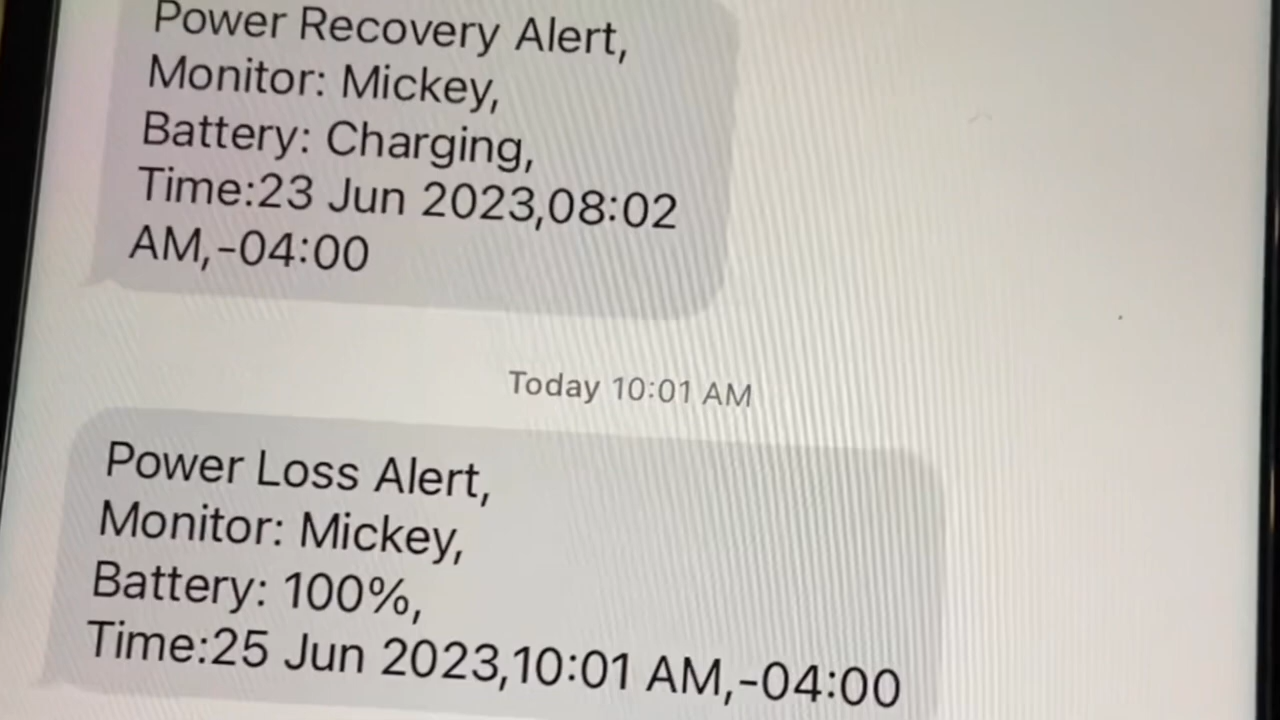 Power Recovery Alert,
Monitor: Mickey,
Battery: Charging,
Time:23 Jun 2023,08:02
AM,-04:00
Today 10:01 AM
Power Loss Alert,
Monitor: Mickey,
Battery: 100%,
Time:25 Jun 2023,10:01 AM,-04:00